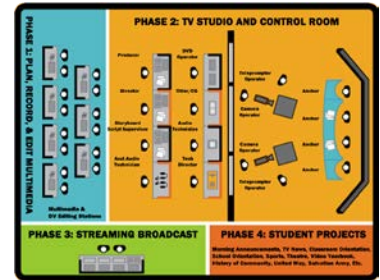 PHASE 1: PLAN, RECORD, & EDIT MULTIMEDIA
Multimedia &
DV Editing Stations
PHASE 2: TV STUDIO AND CONTROL ROOM
Producer
DVD
Operator
Director
Titler/CG
Storyboard
Script Supervisor
Audio
Technician
Asst Audio
Technician
Tech
Director
Teleprompter
Operator
Camera
Operator
Camera
Operator
Teleprompter
Operator
Anchor
Anchor
Anchor
Anchor
PHASE 3: STREAMING BROADCAST
PHASE 4: STUDENT PROJECTS
Morning Announcements, TV News, Classroom Orientation,
School Orientation, Sports, Theatre, Video Yearbook,
History of Community, United Way, Salvation Army, Etc.